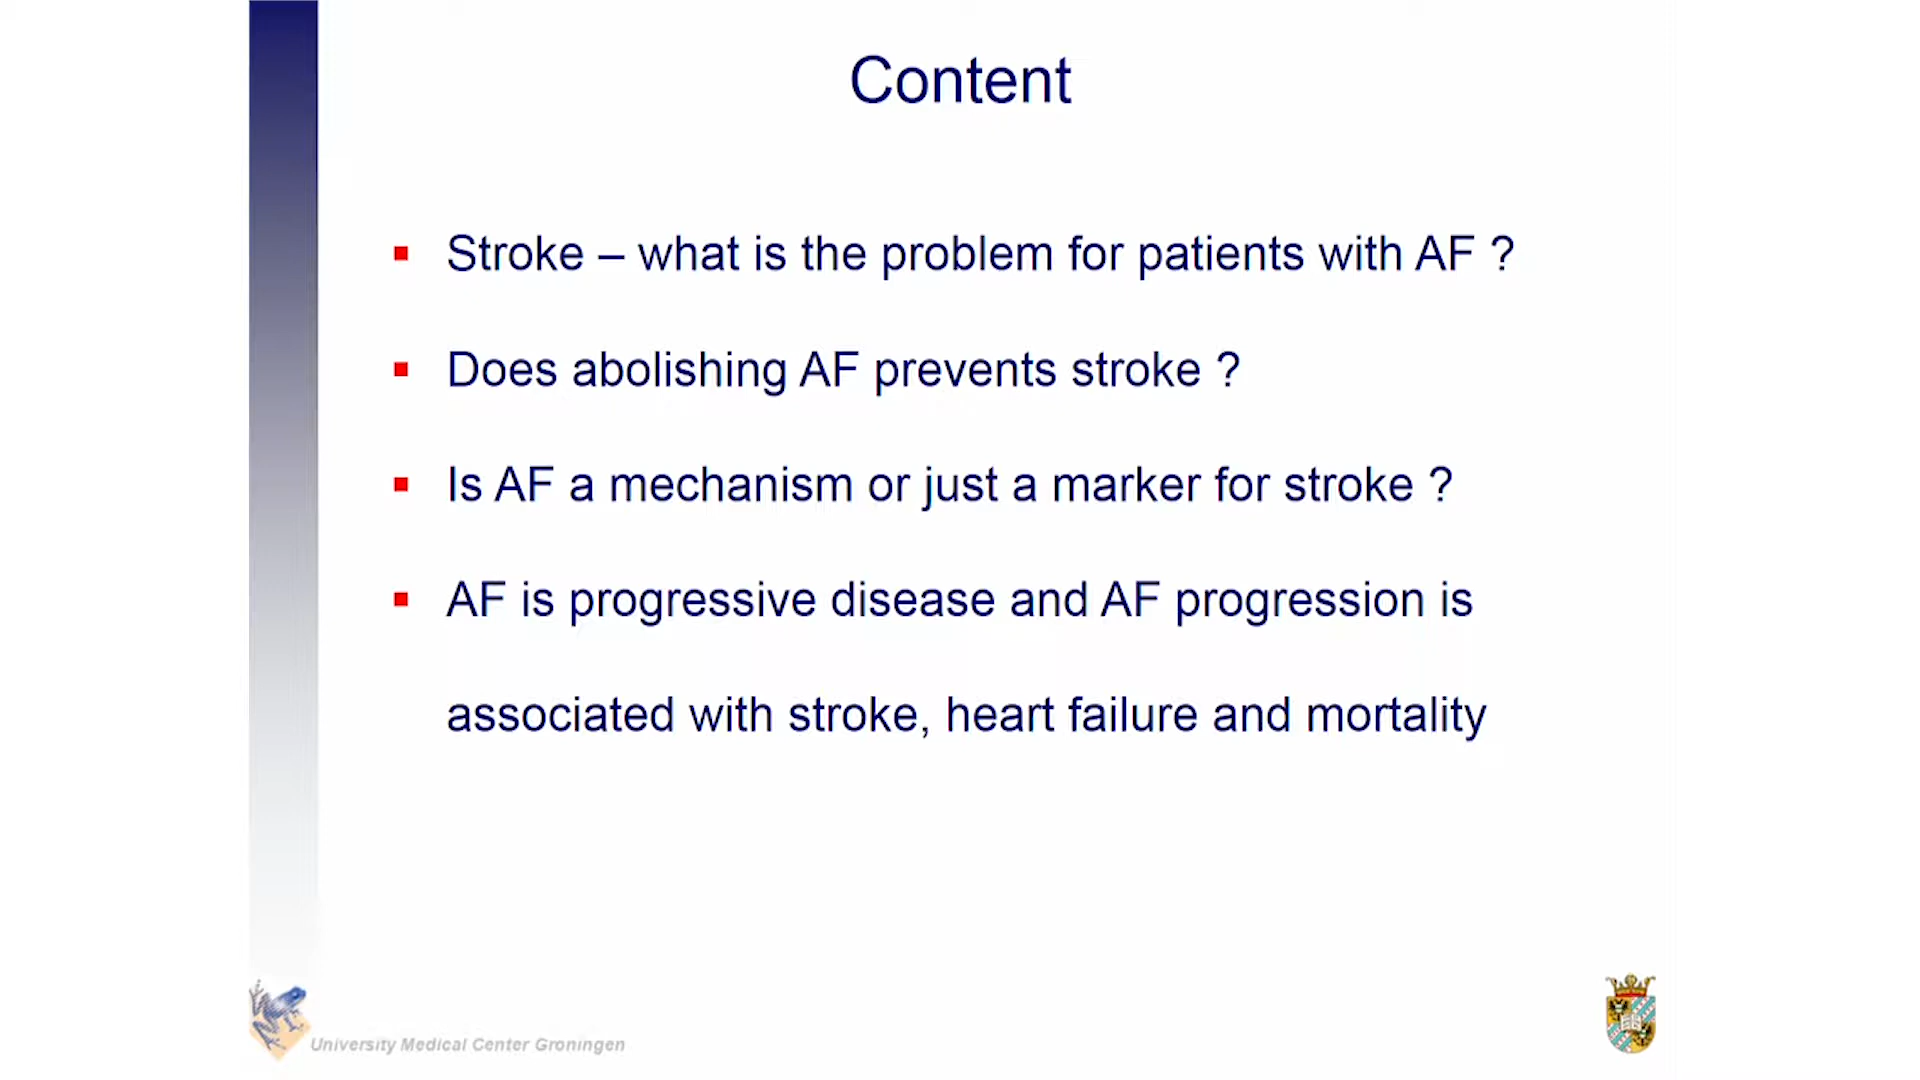 Content
Stroke – what is the problem for patients with AF ?
Does abolishing AF prevents stroke ?
Is AF a mechanism or just a marker for stroke ?
AF is progressive disease and AF progression is
associated with stroke, heart failure and mortality
University Medical Center Groningen